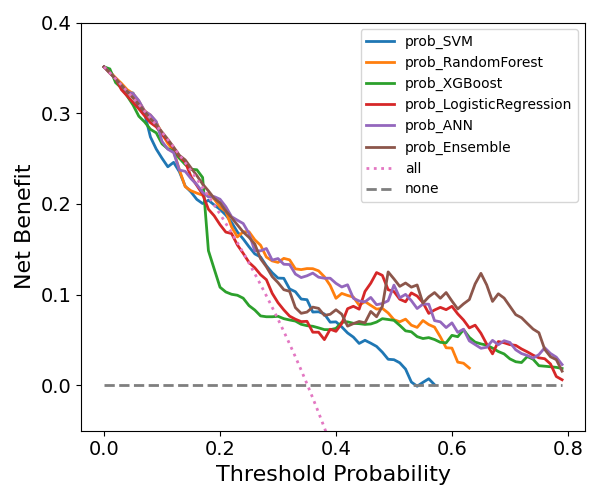 0.4
0.3
0.2
0.1
0.0
Net Benefit
prob_SVM
prob_RandomForest
prob_XGBoost
prob_LogisticRegression
prob_ANN
prob_Ensemble
all
none
0.0 0.2 0.4 0.6 0.8
Threshold Probability